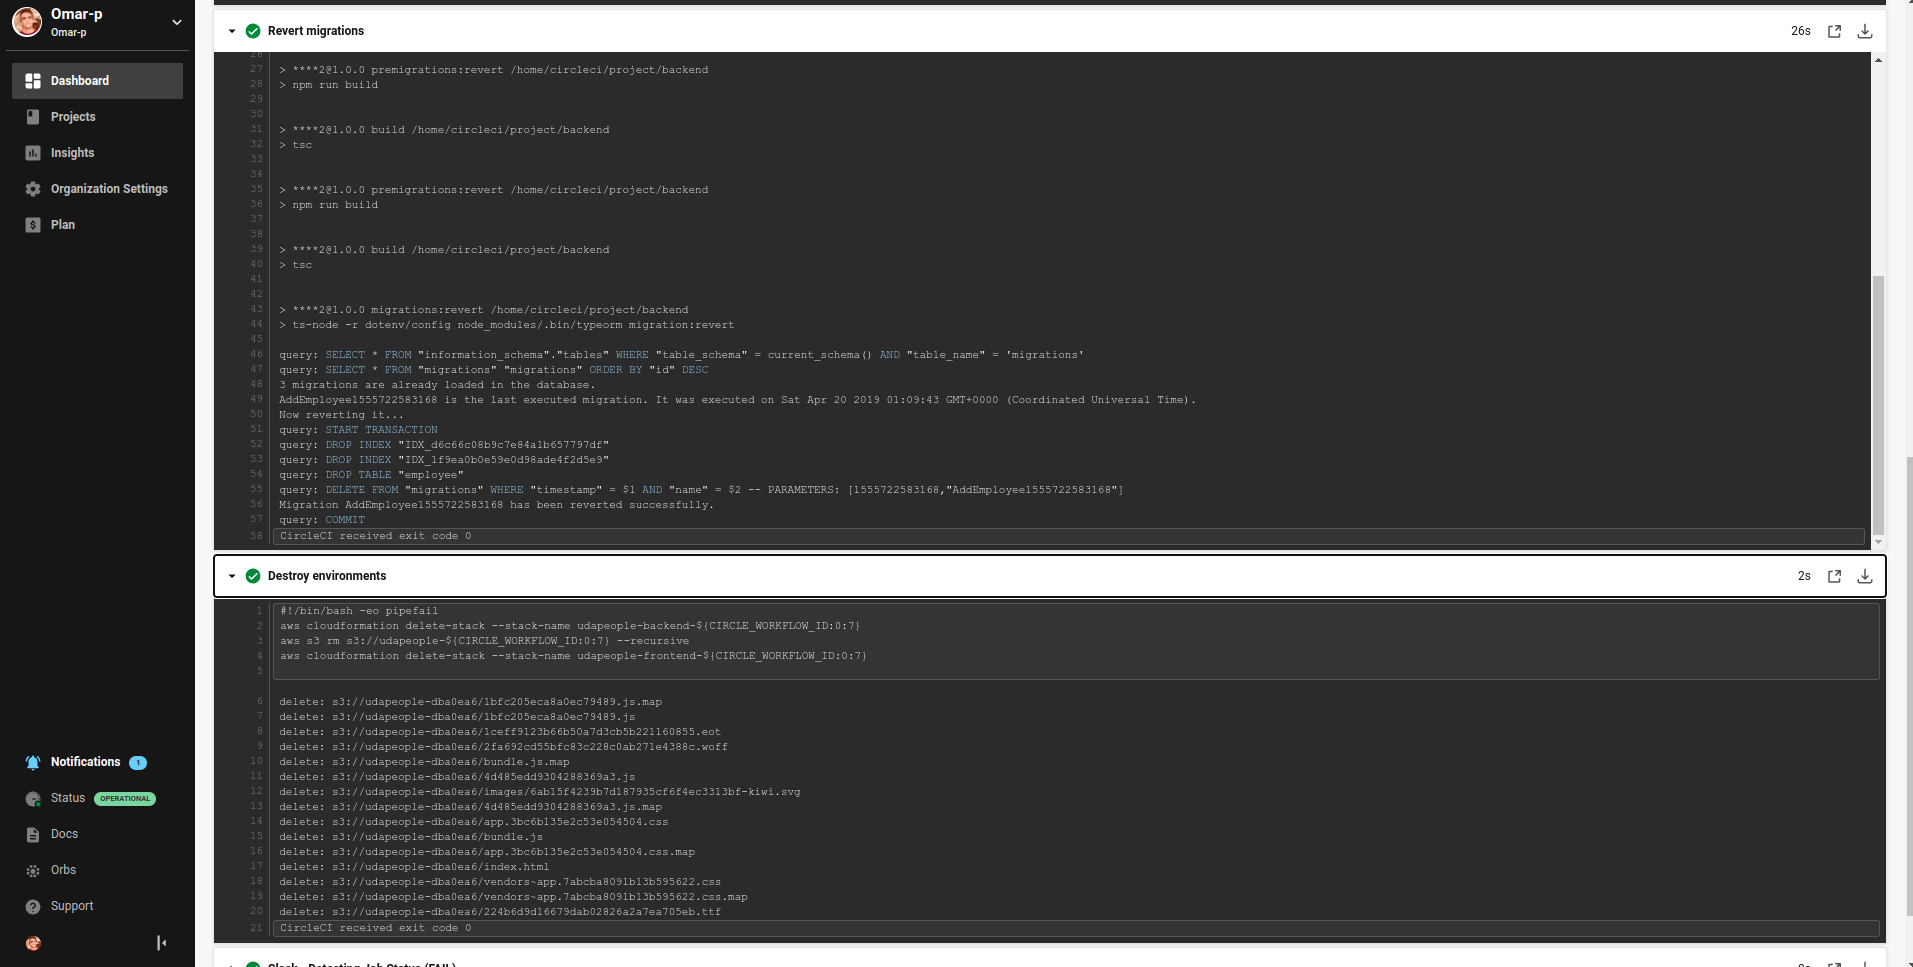 Omar-p
Omar-p
Dashboard
Projects
Insights
Organization Settings
Plan
Notifications 1
Status OPERATIONAL
Docs
Orbs
Support
Revert migrations 26s
26
27 > ****2@1.0.0 premigrations:revert /home/circleci/project/backend
28 > npm run build
29
30
31 > ****2@1.0.0 build /home/circleci/project/backend
32 > tsc
33
34
35 > ****2@1.0.0 premigrations:revert /home/circleci/project/backend
36 > npm run build
37
38
39 > ****2@1.0.0 build /home/circleci/project/backend
40 > tsc
41
42
43 > ****2@1.0.0 migrations:revert /home/circleci/project/backend
44 > ts-node -r dotenv/config node_modules/.bin/typeorm migration:revert
45
46 query: SELECT * FROM "information_schema"."tables" WHERE "table_schema" = current_schema() AND "table_name" = 'migrations'
47 query: SELECT * FROM "migrations" "migrations" ORDER BY "id" DESC
48 3 migrations are already loaded in the database.
49 AddEmployee1555722583168 is the last executed migration. It was executed on Sat Apr 20 2019 01:09:43 GMT+0000 (Coordinated Universal Time).
50 Now reverting it...
51 query: START TRANSACTION
52 query: DROP INDEX "IDX_d6c66c08b9c7e84a1b657797df"
53 query: DROP INDEX "IDX_1f9ea0b0e59e0d98ade4f2d5e9"
54 query: DROP TABLE "employee"
55 query: DELETE FROM "migrations" WHERE "timestamp" = $1 AND "name" = $2 -- PARAMETERS: [1555722583168,"AddEmployee1555722583168"]
56 Migration AddEmployee1555722583168 has been reverted successfully.
57 query: COMMIT
58 CircleCI received exit code 0
Destroy environments 2s
1 #!/bin/bash -eo pipefail
2 aws cloudformation delete-stack --stack-name udapeople-backend-${CIRCLE_WORKFLOW_ID:0:7}
3 aws s3 rm s3://udapeople-${CIRCLE_WORKFLOW_ID:0:7} --recursive
4 aws cloudformation delete-stack --stack-name udapeople-frontend-${CIRCLE_WORKFLOW_ID:0:7}
5
6 delete: s3://udapeople-dba0ea6/1bfc205eca8a0ec79489.js.map
7 delete: s3://udapeople-dba0ea6/1bfc205eca8a0ec79489.js
8 delete: s3://udapeople-dba0ea6/1ceff9123b66b50a7d3cb5b221160855.eot
9 delete: s3://udapeople-dba0ea6/2fa692cd55bfc83c228c0ab271e4388c.woff
10 delete: s3://udapeople-dba0ea6/bundle.js.map
11 delete: s3://udapeople-dba0ea6/4d485edd9304288369a3.js
12 delete: s3://udapeople-dba0ea6/images/6ab15f4239b7d187935cf6f4ec3313bf-kiwi.svg
13 delete: s3://udapeople-dba0ea6/4d485edd9304288369a3.js.map
14 delete: s3://udapeople-dba0ea6/app.3bc6b135e2c53e054504.css
15 delete: s3://udapeople-dba0ea6/bundle.js
16 delete: s3://udapeople-dba0ea6/app.3bc6b135e2c53e054504.css.map
17 delete: s3://udapeople-dba0ea6/index.html
18 delete: s3://udapeople-dba0ea6/vendors~app.7abcba8091b13b595622.css
19 delete: s3://udapeople-dba0ea6/vendors~app.7abcba8091b13b595622.css.map
20 delete: s3://udapeople-dba0ea6/224b6d9d16679dab02826a2a7ea705eb.ttf
21 CircleCI received exit code 0
Slack - Detecting Job Status (FAIL) 0s